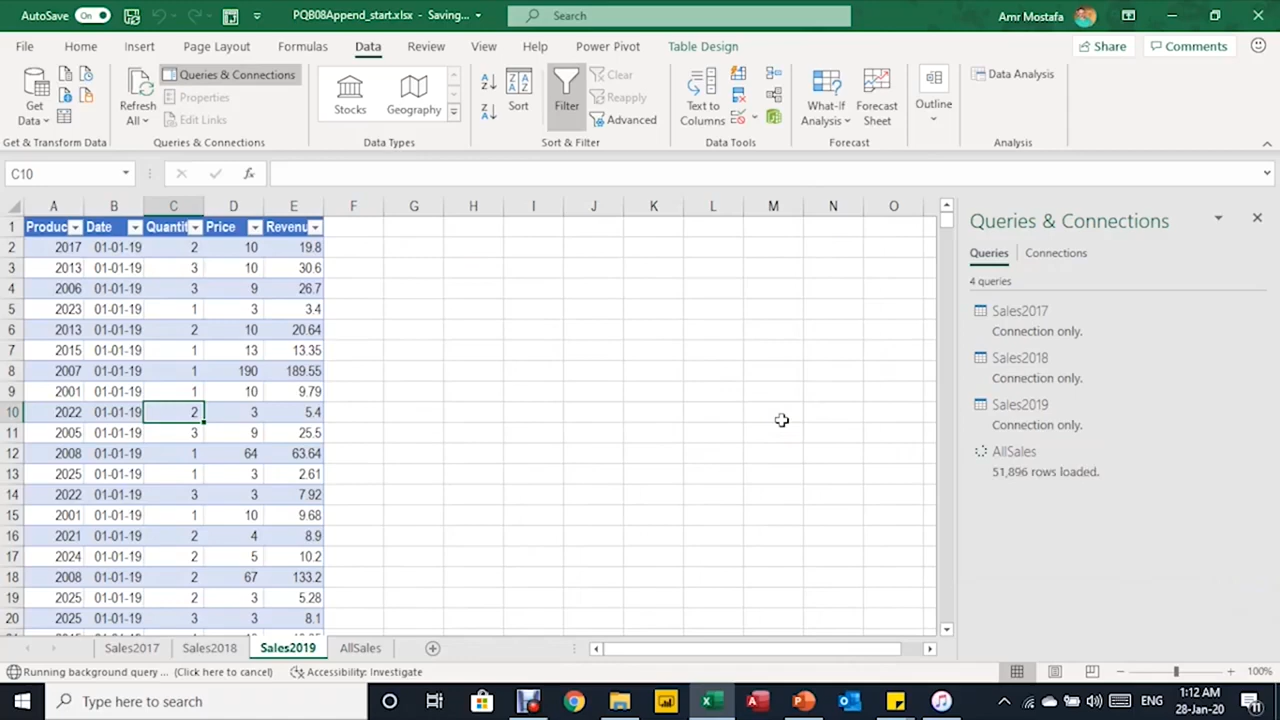 AutoSave On PQB08Append_start.xlsx - Saving... Search Amr Mostafa
File Home Insert Page Layout Formulas Data Review View Help Power Pivot Table Design Share Comments
Get Data Refresh All Queries & Connections Properties Edit Links Stocks Geography Sort Filter Clear Reapply Advanced Text to Columns What-If Analysis Forecast Sheet Outline Data Analysis
Get & Transform Data Queries & Connections Data Types Sort & Filter Data Tools Forecast Analysis
C10 fx
A B C D E F G H I J K L M N O
1 Produc Date Quantit Price Revenu
2 2017 01-01-19 2 10 19.8
3 2013 01-01-19 3 10 30.6
4 2006 01-01-19 3 9 26.7
5 2023 01-01-19 1 3 3.4
6 2013 01-01-19 2 10 20.64
7 2015 01-01-19 1 13 13.35
8 2007 01-01-19 1 190 189.55
9 2001 01-01-19 1 10 9.79
10 2022 01-01-19 2 3 5.4
11 2005 01-01-19 3 9 25.5
12 2008 01-01-19 1 64 63.64
13 2025 01-01-19 1 3 2.61
14 2022 01-01-19 3 3 7.92
15 2001 01-01-19 1 10 9.68
16 2021 01-01-19 2 4 8.9
17 2024 01-01-19 2 5 10.2
18 2008 01-01-19 2 67 133.2
19 2025 01-01-19 2 3 5.28
20 2025 01-01-19 3 3 8.1
Queries & Connections
Queries Connections
4 queries
Sales2017
Connection only.
Sales2018
Connection only.
Sales2019
Connection only.
AllSales
51,896 rows loaded.
Sales2017 Sales2018 Sales2019 AllSales
Running background query ... (Click here to cancel) Accessibility: Investigate 100%
Type here to search ENG 1:12 AM
28-Jan-20 11